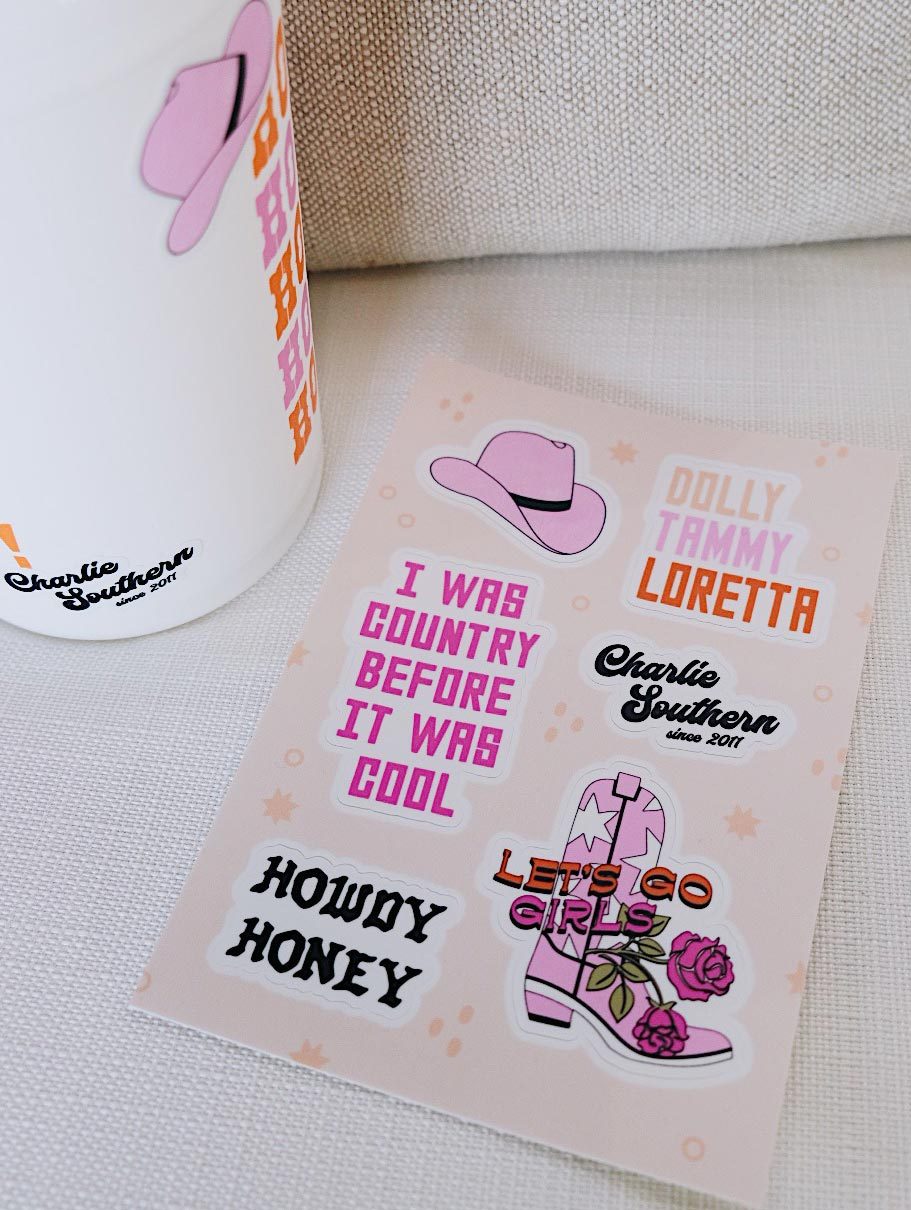 Charlie
Southern
since 2011
DOLLY
TAMMY
LORETTA
I WAS
COUNTRY
BEFORE
IT WAS
COOL
Charlie
Southern
since 2011
HOWDY
HONEY
LET'S GO
GIRLS